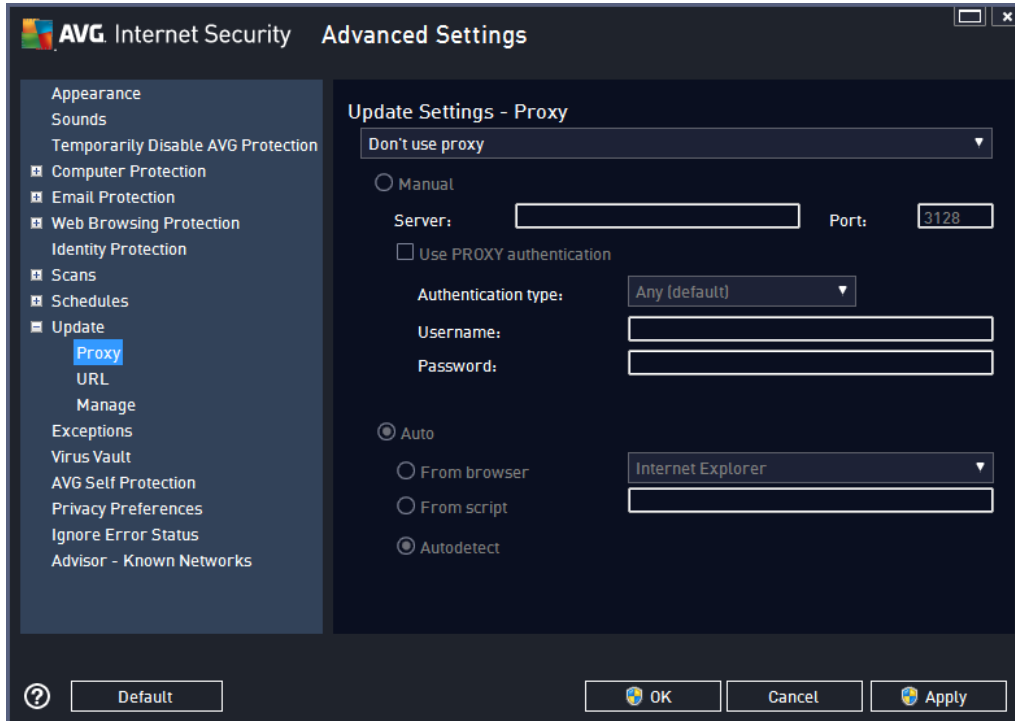 AVG. Internet Security Advanced Settings
Appearance
Sounds
Temporarily Disable AVG Protection
Computer Protection
Email Protection
Web Browsing Protection
Identity Protection
Scans
Schedules
Update
Proxy
URL
Manage
Exceptions
Virus Vault
AVG Self Protection
Privacy Preferences
Ignore Error Status
Advisor - Known Networks
Update Settings - Proxy
Don't use proxy
Manual
Server: Port: 3128
Use PROXY authentication
Authentication type: Any (default)
Username:
Password:
Auto
From browser Internet Explorer
From script
Autodetect
? Default OK Cancel Apply